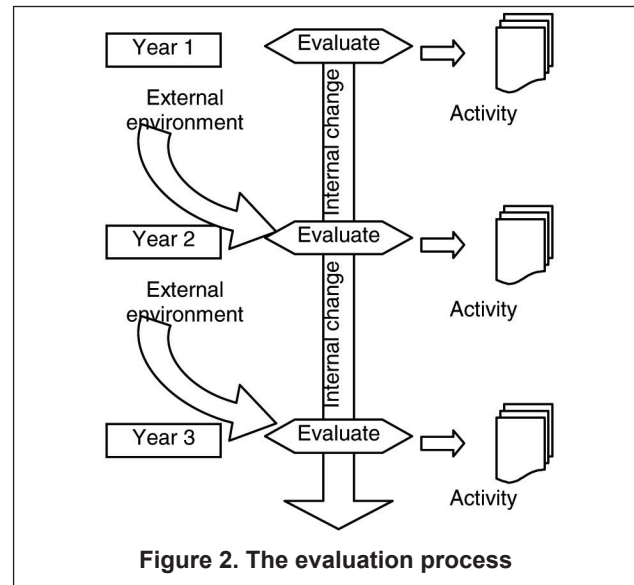 Year 1
Evaluate
External
environment
Internal change
Activity
Year 2
Evaluate
External
environment
Internal change
Activity
Year 3
Evaluate
Activity
Figure 2. The evaluation process